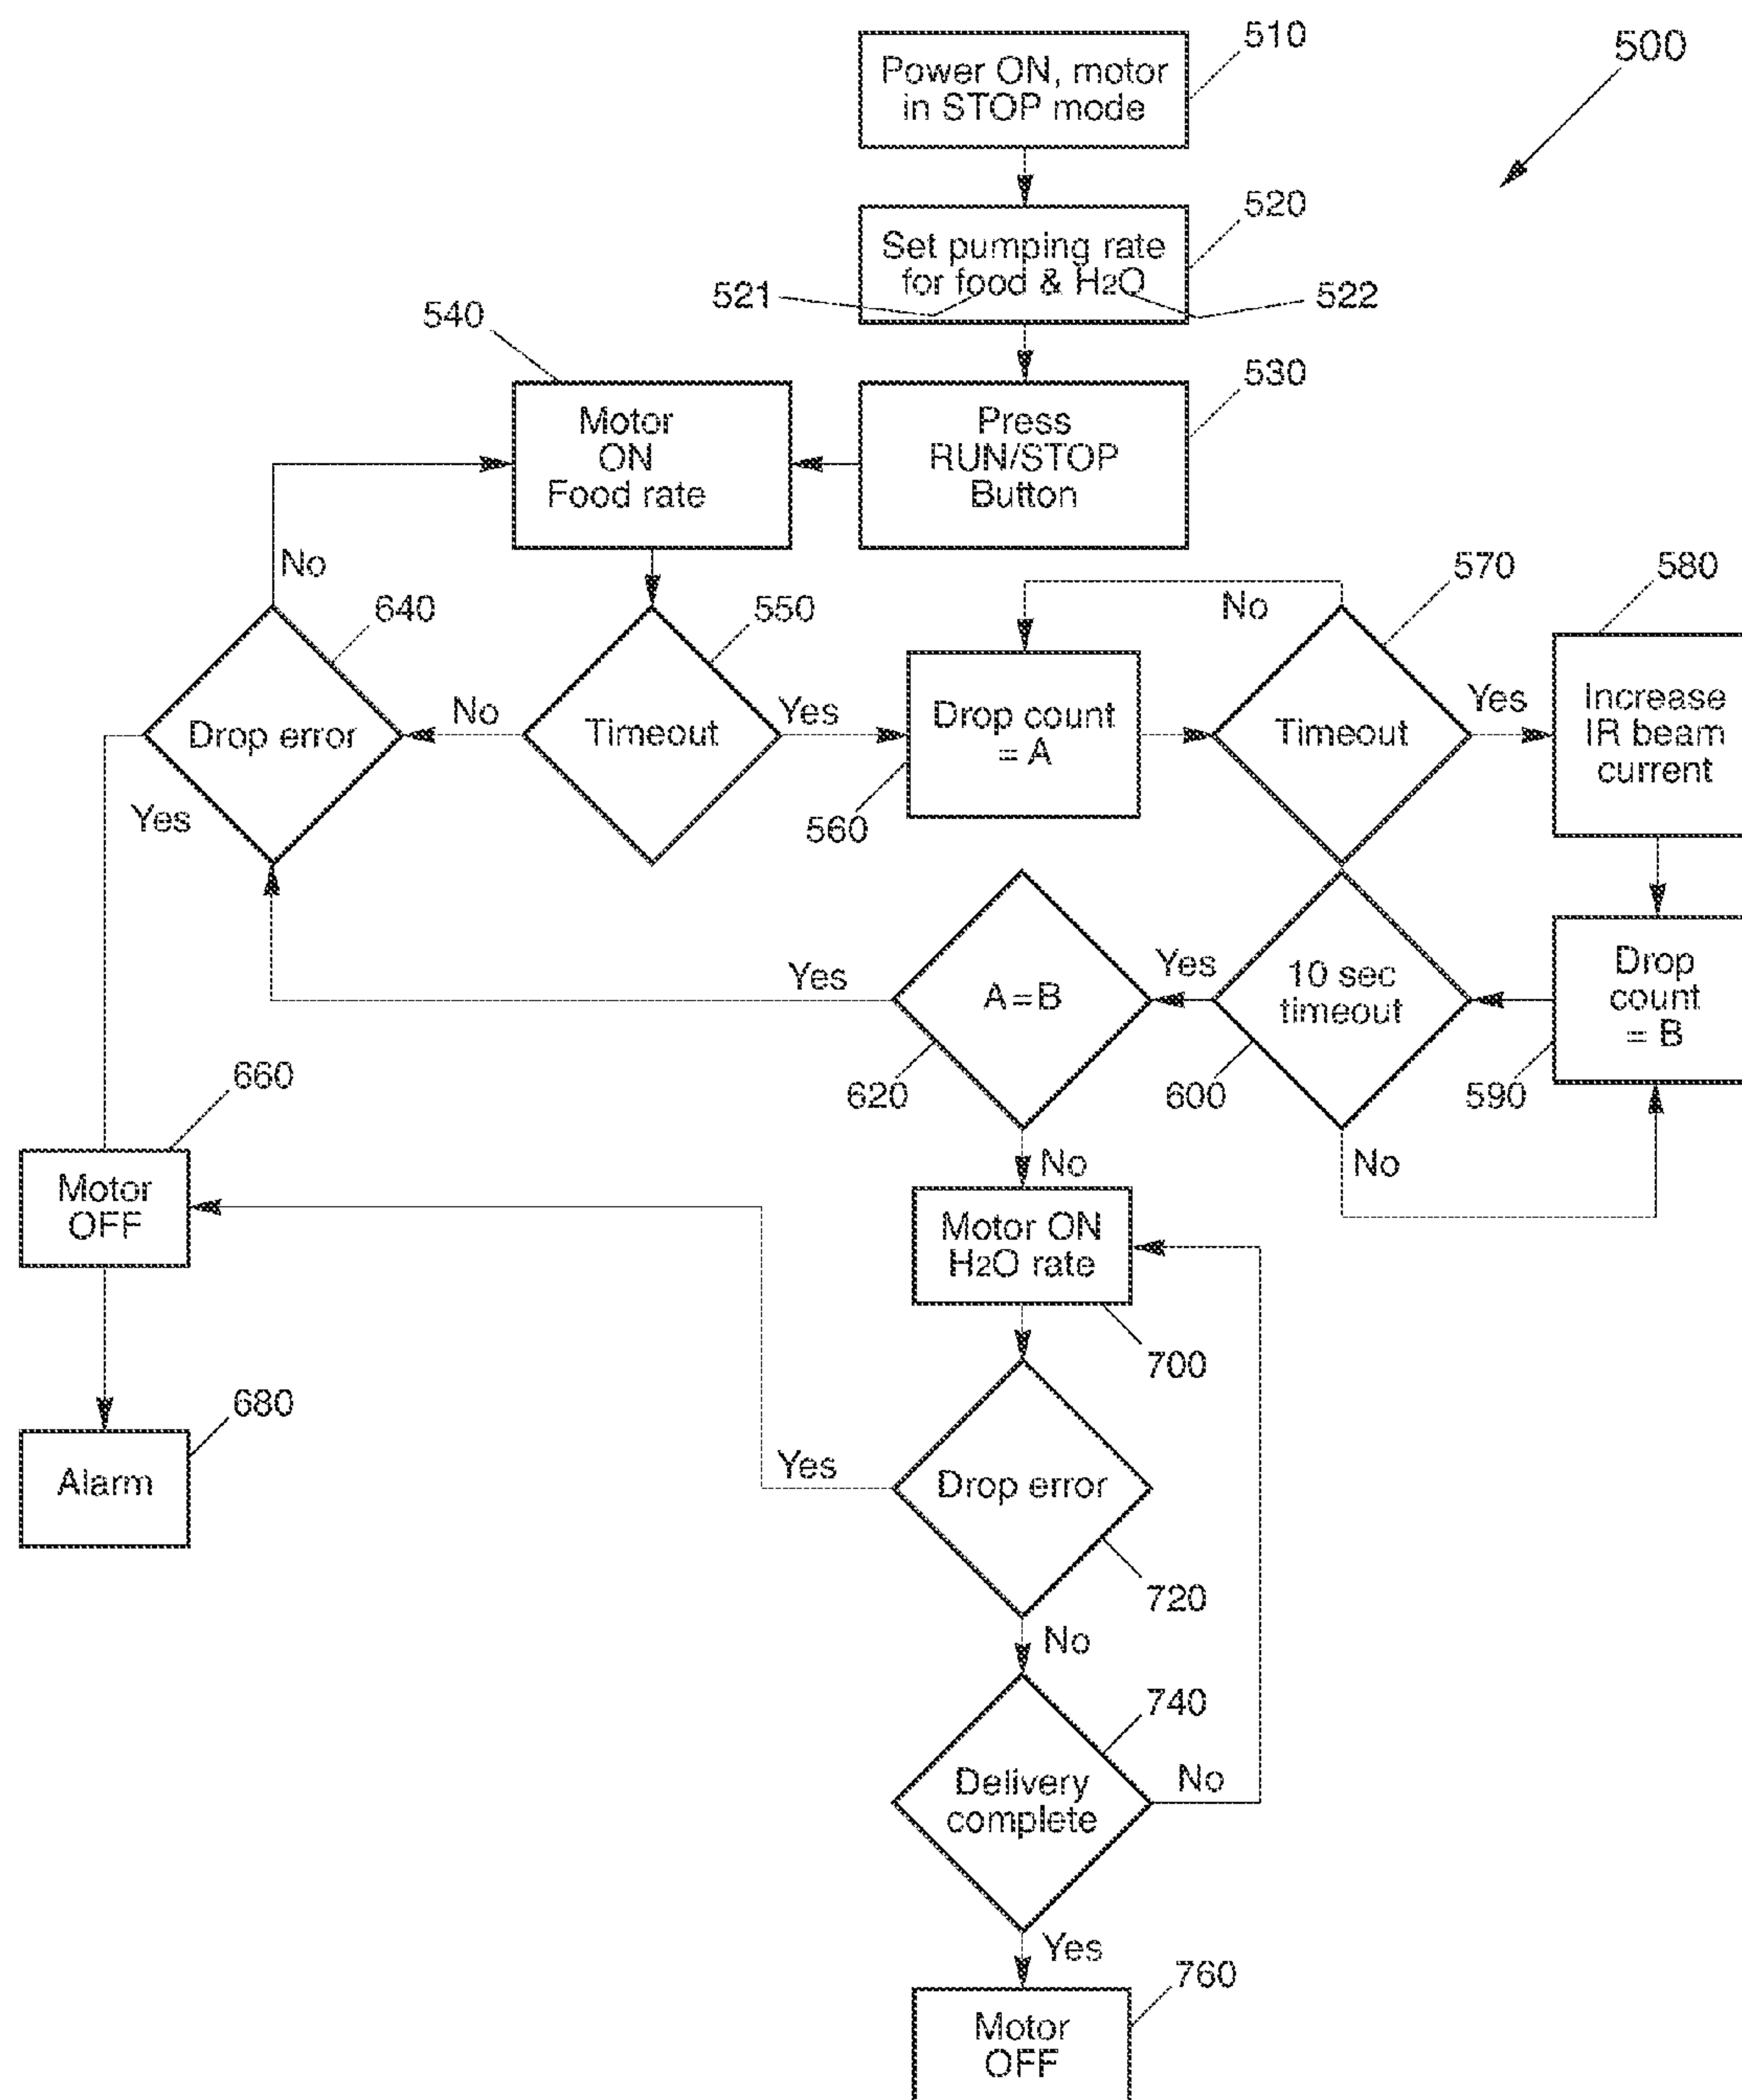 510
500
Power ON, motor
in STOP mode
520
Set pumping rate
for food & H2O
521
522
540
530
Motor
ON
Food rate
Press
RUN/STOP
Button
No
640
550
No
570
580
Drop error
No
Timeout
Yes
Drop count
= A
Timeout
Yes
Increase
IR beam
current
Yes
560
Yes
A=B
Yes
10 sec
timeout
Drop
count
= B
620
600
590
660
No
No
Motor
OFF
Motor ON
H2O rate
700
680
Alarm
Yes
Drop error
720
No
740
Delivery
complete
No
Yes
760
Motor
OFF